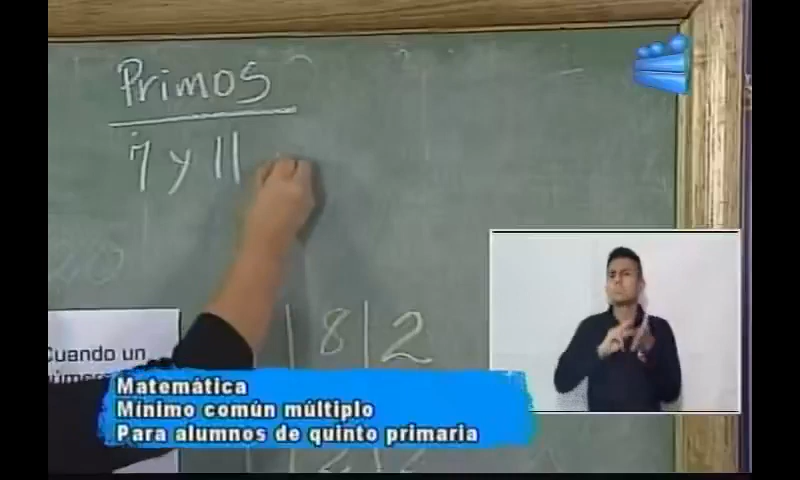 Primos
7 y 11
8 | 2
Cuando un
Matemática
Mínimo común múltiplo
Para alumnos de quinto primaria